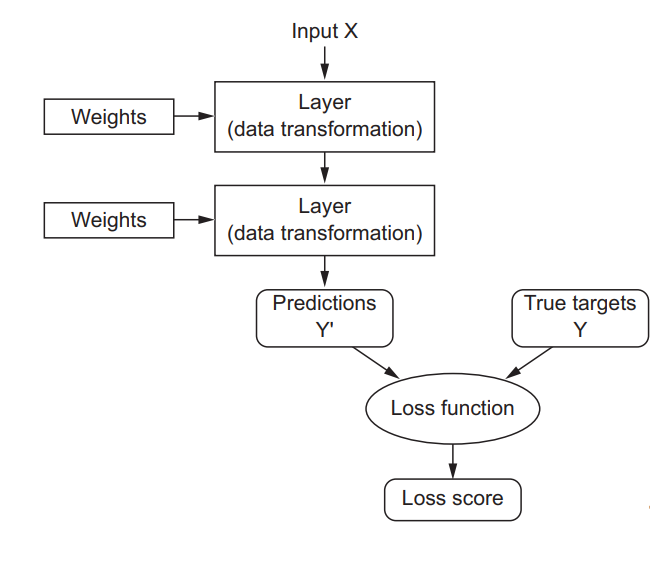 Input X
Layer
(data transformation)
Weights
Layer
(data transformation)
Weights
Predictions
Y'
True targets
Y
Loss function
Loss score